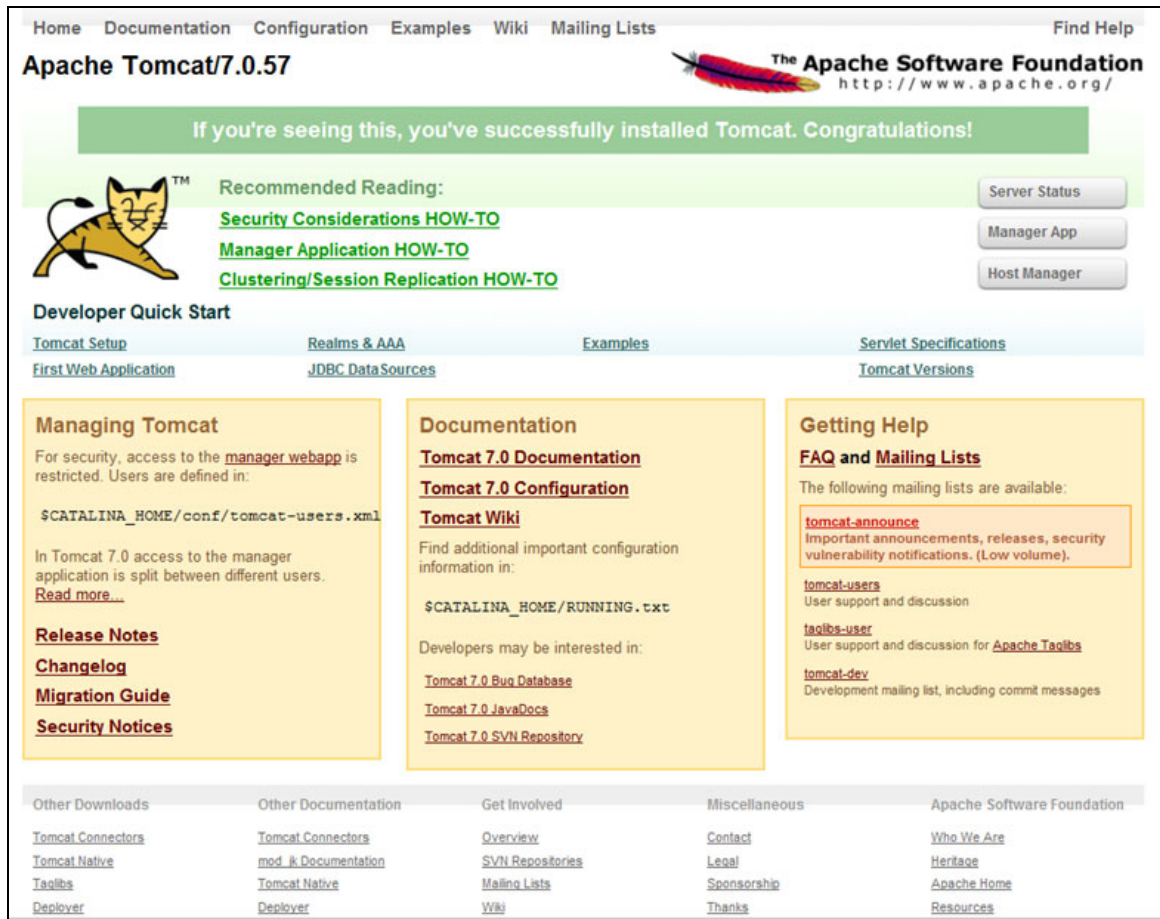 Home Documentation Configuration Examples Wiki Mailing Lists Find Help
Apache Tomcat/7.0.57
The Apache Software Foundation
http://www.apache.org/
If you're seeing this, you've successfully installed Tomcat. Congratulations!
TM
Recommended Reading:
Security Considerations HOW-TO
Manager Application HOW-TO
Clustering/Session Replication HOW-TO
Server Status
Manager App
Host Manager
Developer Quick Start
Tomcat Setup Realms & AAA Examples Servlet Specifications
First Web Application JDBC DataSources Tomcat Versions
Managing Tomcat
For security, access to the manager webapp is
restricted. Users are defined in:
$CATALINA_HOME/conf/tomcat-users.xml
In Tomcat 7.0 access to the manager
application is split between different users.
Read more...
Release Notes
Changelog
Migration Guide
Security Notices
Documentation
Tomcat 7.0 Documentation
Tomcat 7.0 Configuration
Tomcat Wiki
Find additional important configuration
information in:
$CATALINA_HOME/RUNNING.txt
Developers may be interested in:
Tomcat 7.0 Bug Database
Tomcat 7.0 JavaDocs
Tomcat 7.0 SVN Repository
Getting Help
FAQ and Mailing Lists
The following mailing lists are available:
tomcat-announce
Important announcements, releases, security
vulnerability notifications. (Low volume).
tomcat-users
User support and discussion
taglibs-user
User support and discussion for Apache Taglibs
tomcat-dev
Development mailing list, including commit messages
Other Downloads Other Documentation Get Involved Miscellaneous Apache Software Foundation
Tomcat Connectors Tomcat Connectors Overview Contact Who We Are
Tomcat Native mod_jk Documentation SVN Repositories Legal Heritage
Taglibs Tomcat Native Mailing Lists Sponsorship Apache Home
Deployer Deployer Wiki Thanks Resources